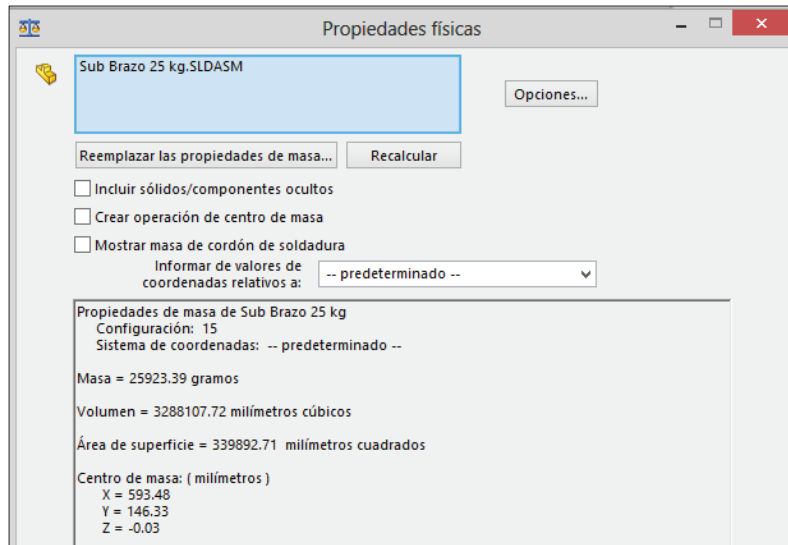 Propiedades físicas
Sub Brazo 25 kg.SLDASM
Opciones...
Reemplazar las propiedades de masa...
Recalcular
Incluir sólidos/componentes ocultos
Crear operación de centro de masa
Mostrar masa de cordón de soldadura
Informar de valores de
coordenadas relativos a:
-- predeterminado --
Propiedades de masa de Sub Brazo 25 kg
Configuración: 15
Sistema de coordenadas: -- predeterminado --
Masa = 25923.39 gramos
Volumen = 3288107.72 milímetros cúbicos
Área de superficie = 339892.71 milímetros cuadrados
Centro de masa: ( milímetros )
X = 593.48
Y = 146.33
Z = -0.03